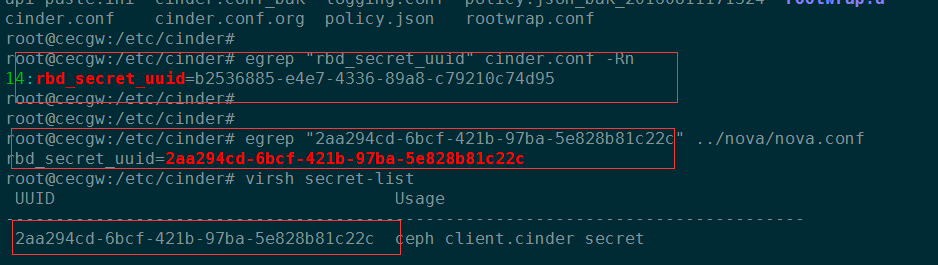 api-paste.ini cinder.conf_bak logging.conf policy.json_bak_20180611171524 rootwrap.d
cinder.conf cinder.conf.org policy.json rootwrap.conf
root@cecgw:/etc/cinder#
root@cecgw:/etc/cinder# egrep "rbd_secret_uuid" cinder.conf -Rn
14:rbd_secret_uuid=b2536885-e4e7-4336-89a8-c79210c74d95
root@cecgw:/etc/cinder#
root@cecgw:/etc/cinder#
root@cecgw:/etc/cinder# egrep "2aa294cd-6bcf-421b-97ba-5e828b81c22c" ../nova/nova.conf
rbd_secret_uuid=2aa294cd-6bcf-421b-97ba-5e828b81c22c
root@cecgw:/etc/cinder# virsh secret-list
UUID Usage
--------------------------------------------------------------------------------
2aa294cd-6bcf-421b-97ba-5e828b81c22c ceph client.cinder secret